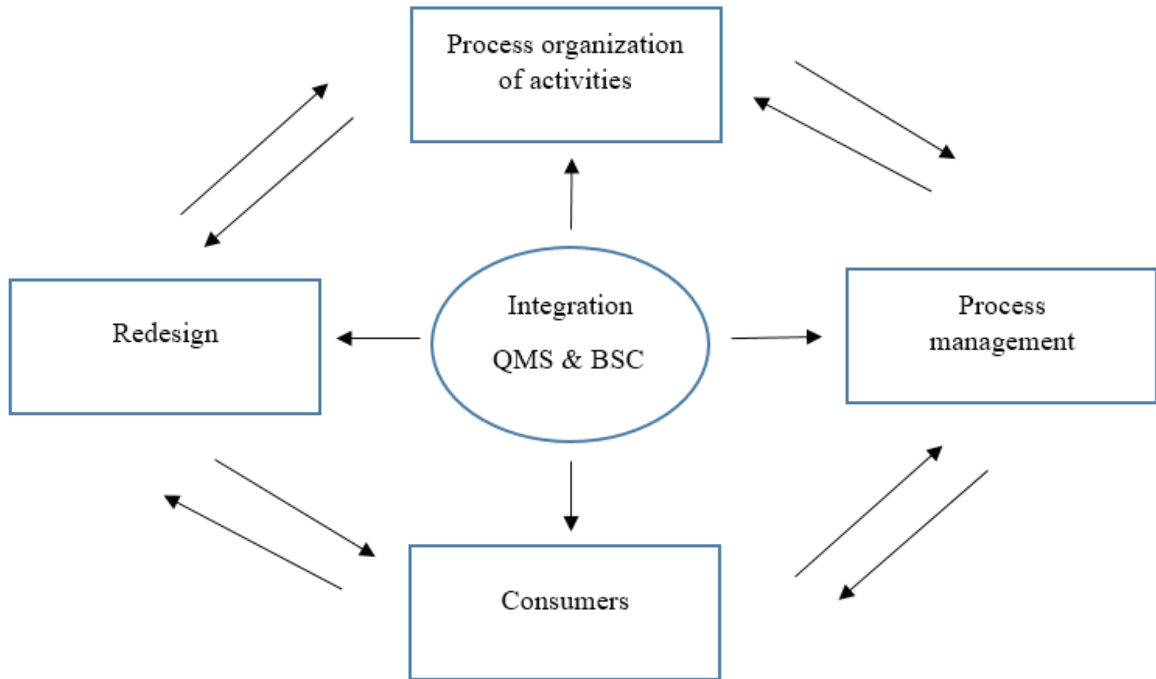 Process organization
of activities
Redesign
Integration
QMS & BSC
Process
management
Consumers